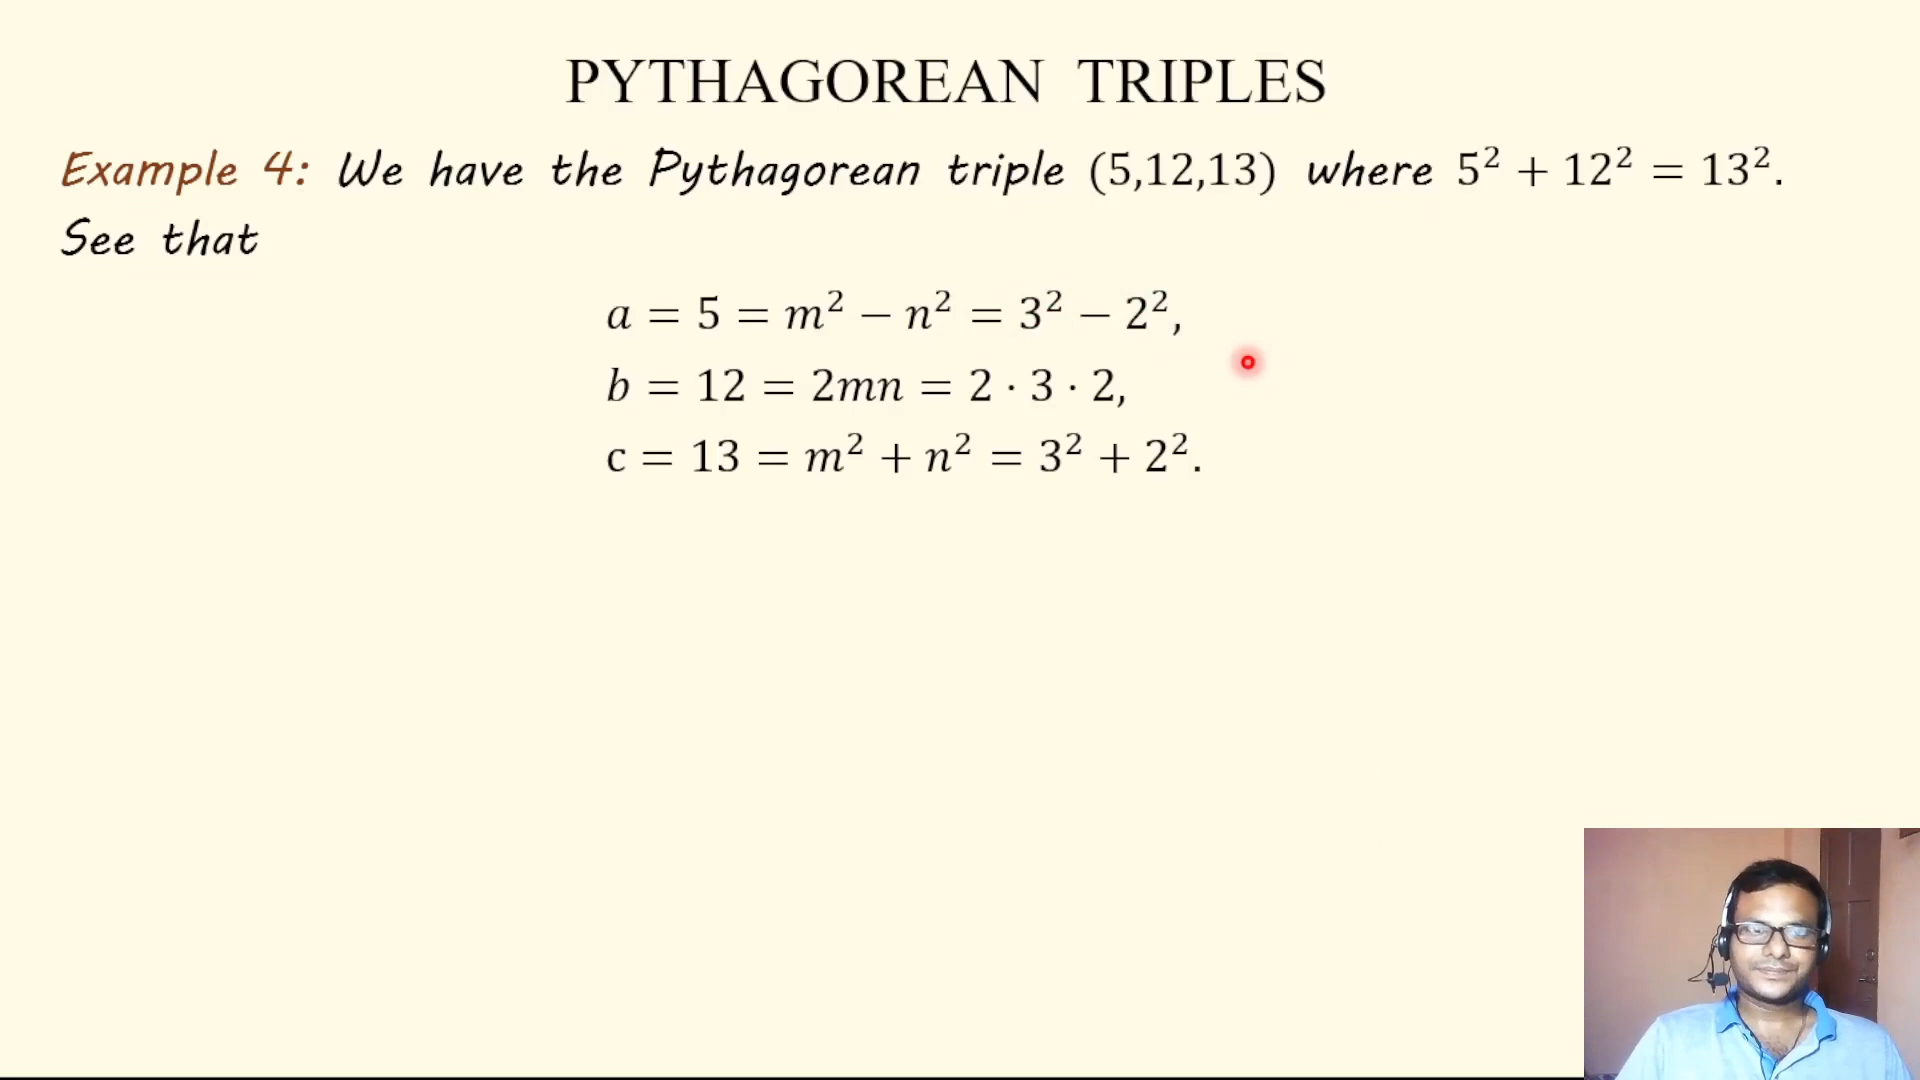 PYTHAGOREAN TRIPLES
Example 4: We have the Pythagorean triple (5,12,13) where 5² + 12² = 13².
See that
a = 5 = m² − n² = 3² − 2²,
b = 12 = 2mn = 2 · 3 · 2,
c = 13 = m² + n² = 3² + 2².